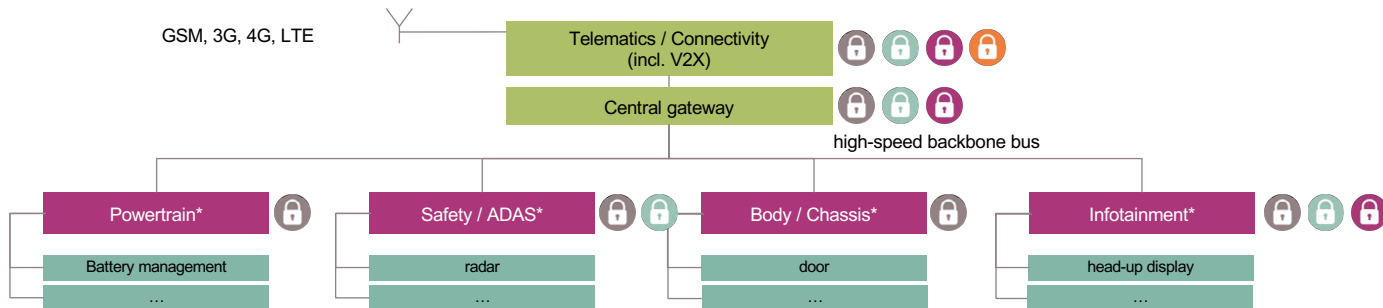 GSM, 3G, 4G, LTE
Telematics / Connectivity
(incl. V2X)
Central gateway
high-speed backbone bus
Powertrain*
Safety / ADAS*
Body / Chassis*
Infotainment*
Battery management
radar
door
head-up display
...
...
...
...